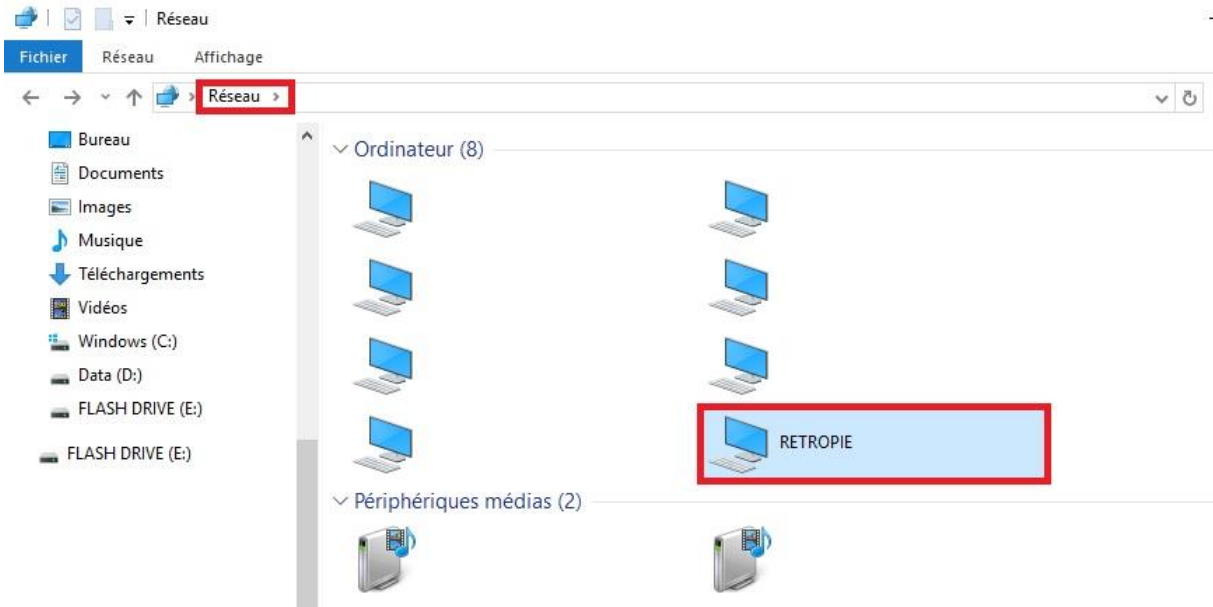 Réseau
Fichier Réseau Affichage
Réseau
Bureau
Documents
Images
Musique
Téléchargements
Vidéos
Windows (C:)
Data (D:)
FLASH DRIVE (E:)
FLASH DRIVE (E:)
Ordinateur (8)
RETROPIE
Périphériques médias (2)